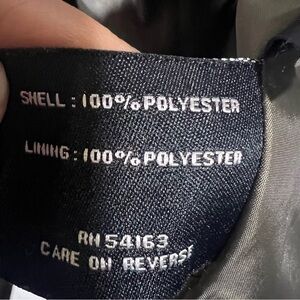 SHELL : 100% POLYESTER
LINING : 100% POLYESTER
RN 54163
CARE ON REVERSE